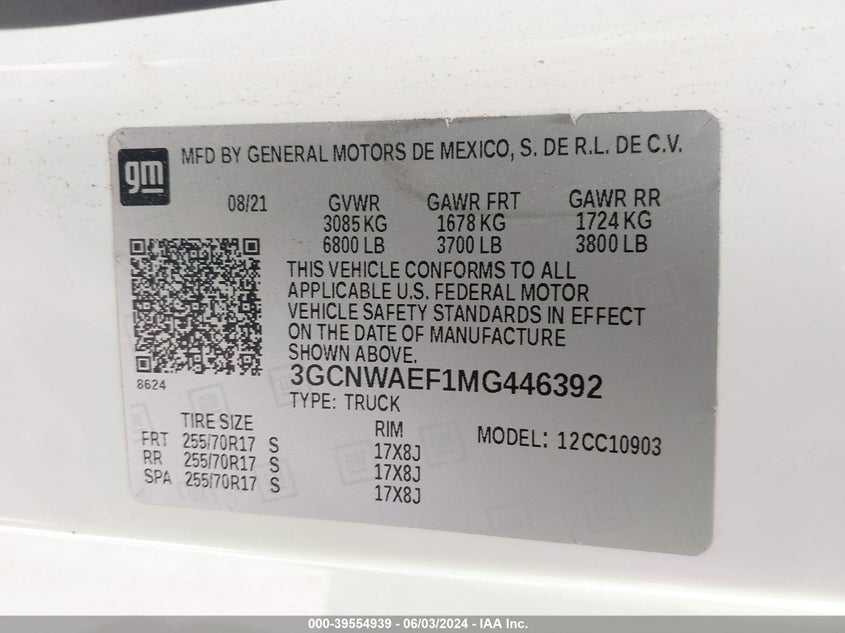 gm
MFD BY GENERAL MOTORS DE MEXICO, S. DE R.L. DE C.V.
08/21 GVWR GAWR FRT GAWR RR
3085 KG 1678 KG 1724 KG
6800 LB 3700 LB 3800 LB
THIS VEHICLE CONFORMS TO ALL
APPLICABLE U.S. FEDERAL MOTOR
VEHICLE SAFETY STANDARDS IN EFFECT
ON THE DATE OF MANUFACTURE
SHOWN ABOVE.
8624
3GCNWAEF1MG446392
TYPE: TRUCK
TIRE SIZE RIM MODEL: 12CC10903
FRT 255/70R17 S 17X8J
RR 255/70R17 S 17X8J
SPA 255/70R17 S 17X8J
000-39554939 - 06/03/2024 - IAA Inc.